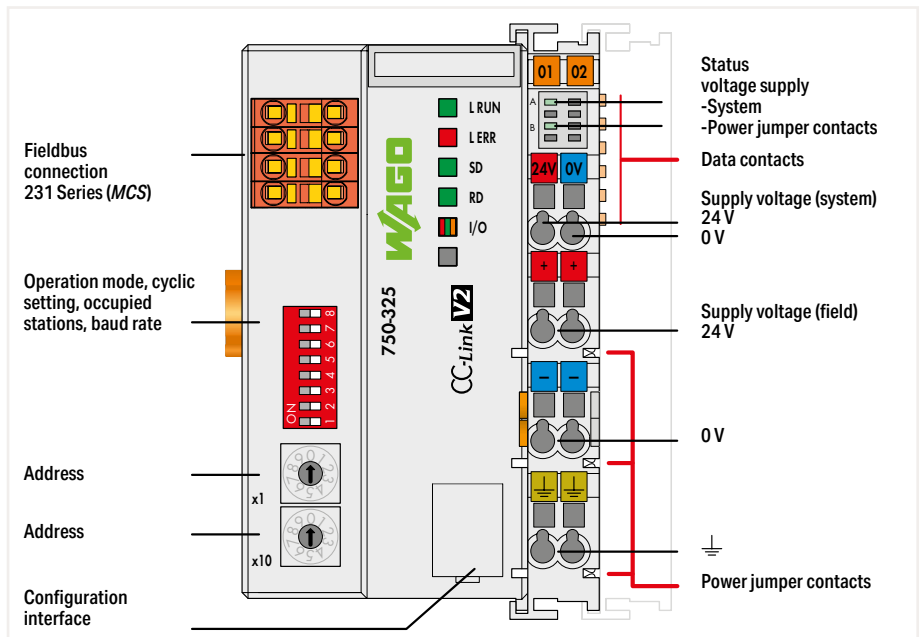 Fieldbus
connection
231 Series (MCS)
Operation mode, cyclic
setting, occupied
stations, baud rate
Address
Address
Configuration
interface
ON
1 2 3 4 5 6 7 8
x1
x10
WAGO
750-325
CC-Link V2
L RUN
L ERR
SD
RD
I/O
01 02
A
B
24V 0V
+ +
− −
Status
voltage supply
-System
-Power jumper contacts
Data contacts
Supply voltage (system)
24 V
0 V
Supply voltage (field)
24 V
0 V
Power jumper contacts